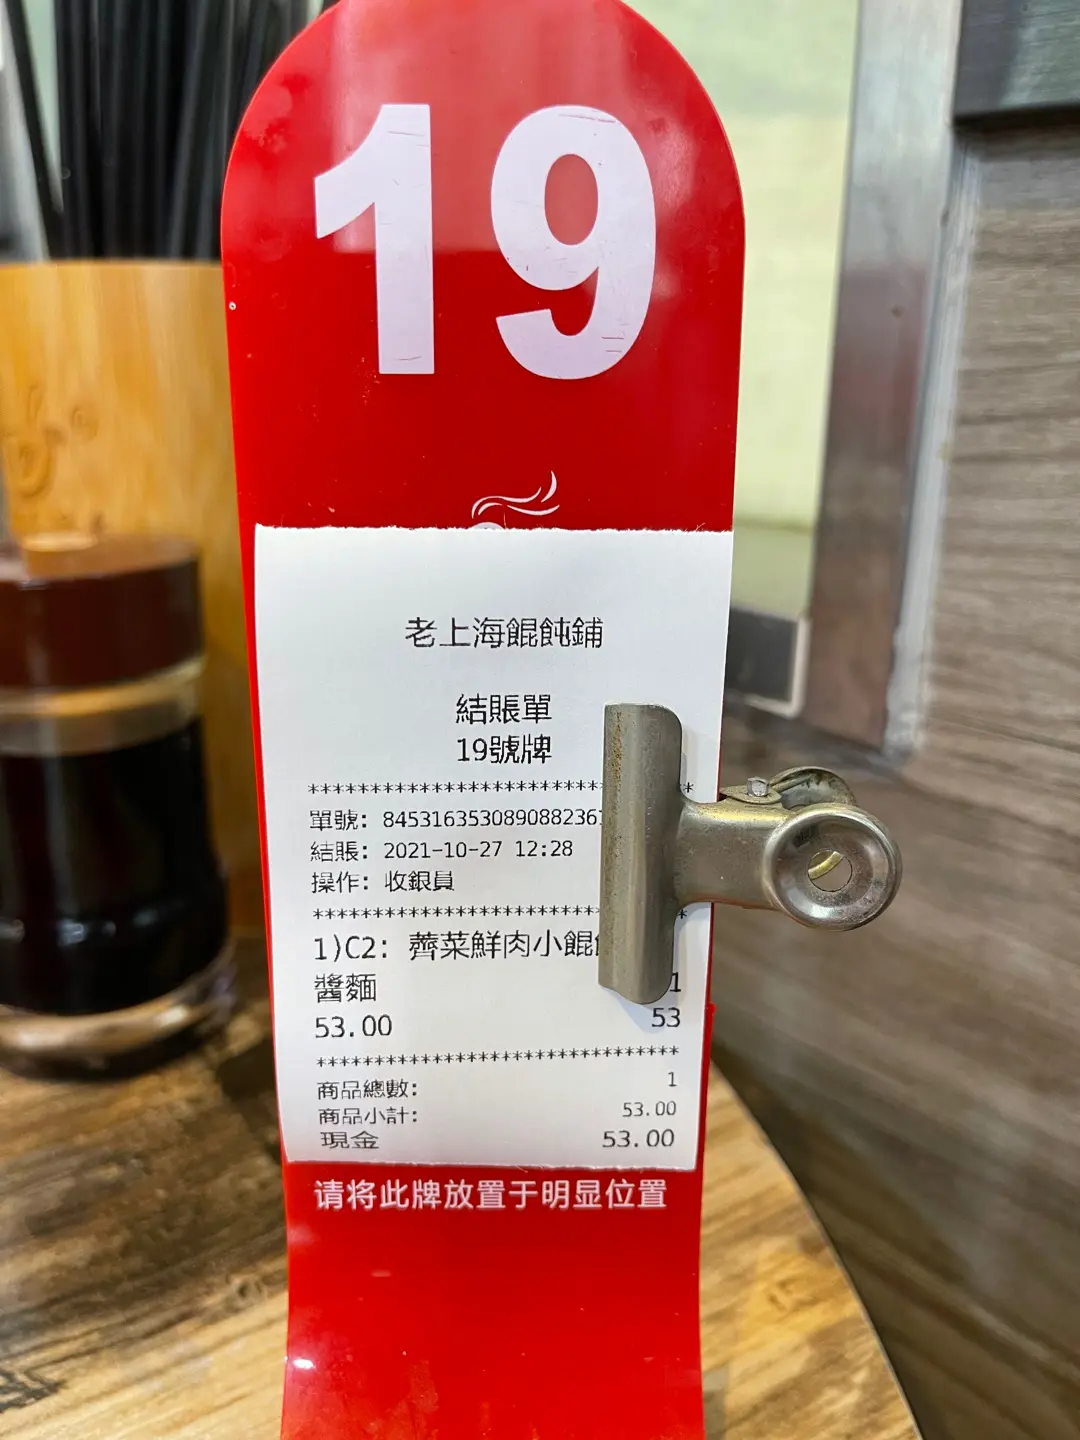 19
老上海餛飩鋪
結賬單
19號牌
********************************
單號: 845316353089088236
結賬: 2021-10-27 12:28
操作: 收銀員
********************************
1)C2: 薺菜鮮肉小餛
醬麵 1
53.00 53
********************************
商品總數: 1
商品小計: 53.00
現金 53.00
请将此牌放置于明显位置